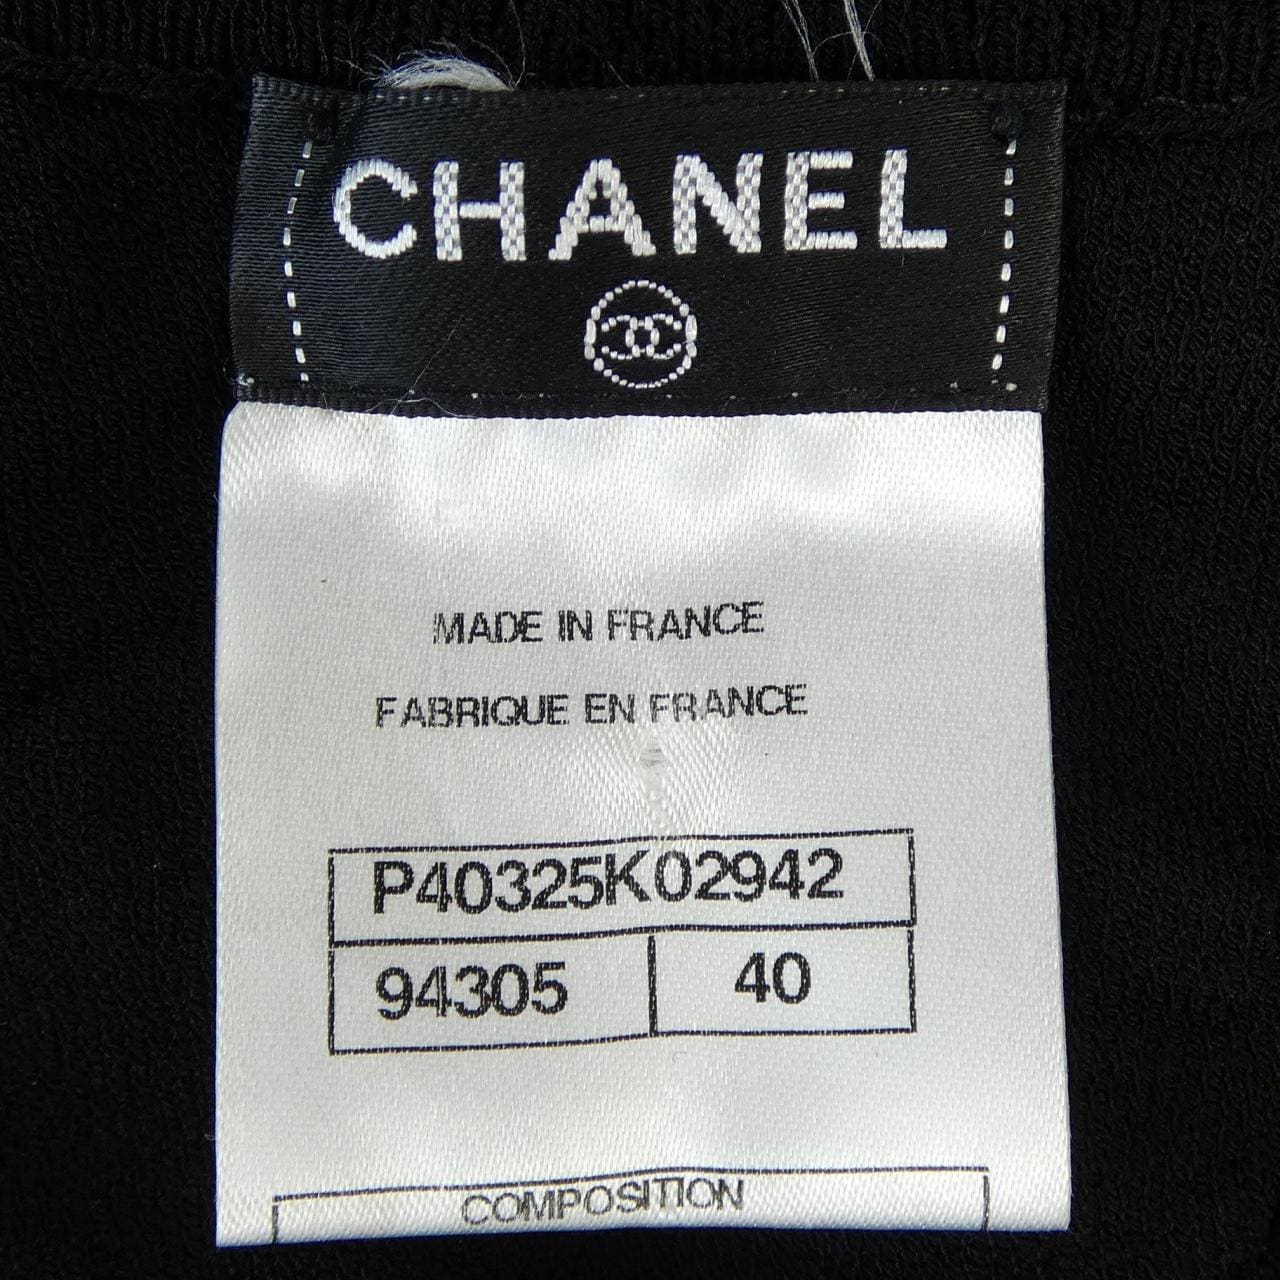 CHANEL
MADE IN FRANCE
FABRIQUE EN FRANCE
P40325K02942
94305 40
COMPOSITION